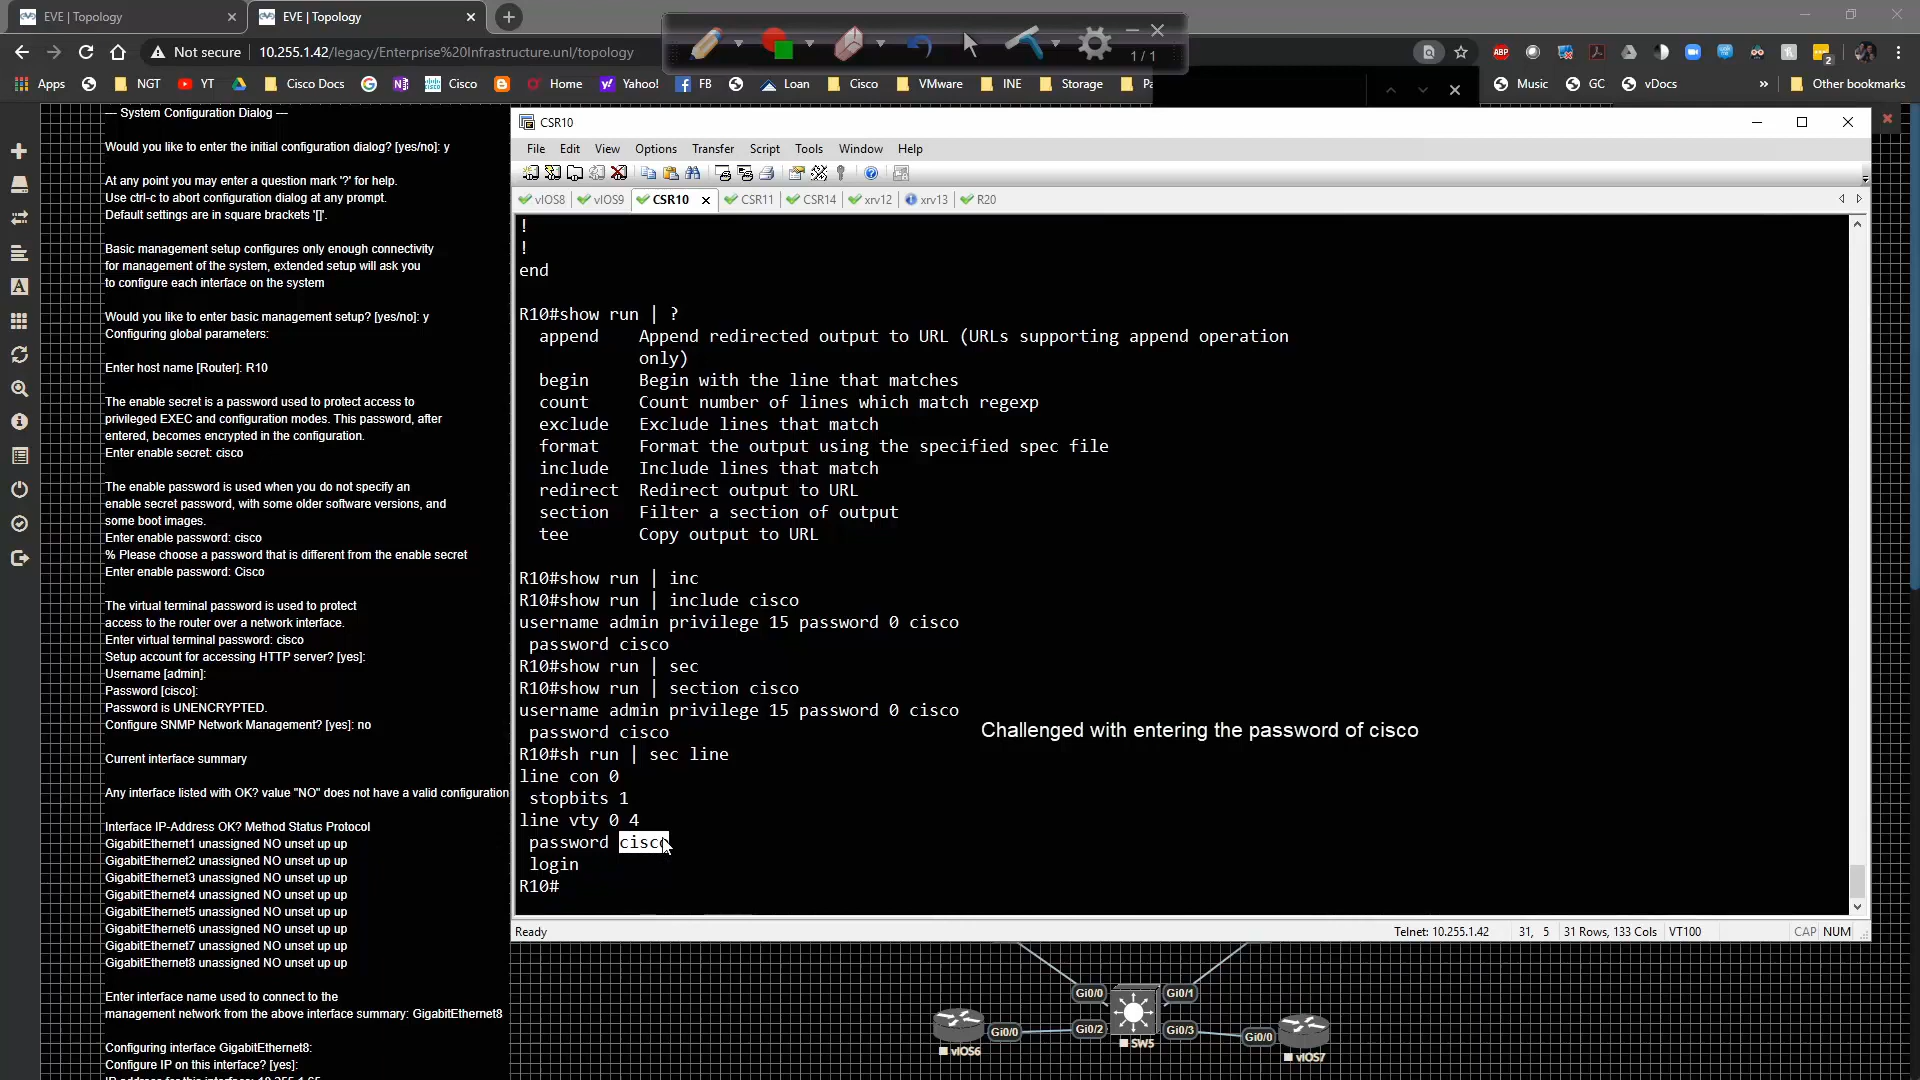 EVE | Topology
EVE | Topology
Not secure
10.255.1.42/legacy/Enterprise%20Infrastructure.unl/topology
1 / 1
ABP
2
Apps
NGT
YT
Cisco Docs
Cisco
Home
Yahoo!
FB
Loan
Cisco
VMware
INE
Storage
Music
GC
vDocs
»
Other bookmarks
--- System Configuration Dialog ---
Would you like to enter the initial configuration dialog? [yes/no]: y
At any point you may enter a question mark '?' for help.
Use ctrl-c to abort configuration dialog at any prompt.
Default settings are in square brackets '[]'.
Basic management setup configures only enough connectivity
for management of the system, extended setup will ask you
to configure each interface on the system
Would you like to enter basic management setup? [yes/no]: y
Configuring global parameters:
Enter host name [Router]: R10
The enable secret is a password used to protect access to
privileged EXEC and configuration modes. This password, after
entered, becomes encrypted in the configuration.
Enter enable secret: cisco
The enable password is used when you do not specify an
enable secret password, with some older software versions, and
some boot images.
Enter enable password: cisco
% Please choose a password that is different from the enable secret
Enter enable password: Cisco
The virtual terminal password is used to protect
access to the router over a network interface.
Enter virtual terminal password: cisco
Setup account for accessing HTTP server? [yes]:
Username [admin]:
Password [cisco]:
Password is UNENCRYPTED.
Configure SNMP Network Management? [yes]: no
Current interface summary
Any interface listed with OK? value "NO" does not have a valid configuration
Interface IP-Address OK? Method Status Protocol
GigabitEthernet1 unassigned NO unset up up
GigabitEthernet2 unassigned NO unset up up
GigabitEthernet3 unassigned NO unset up up
GigabitEthernet4 unassigned NO unset up up
GigabitEthernet5 unassigned NO unset up up
GigabitEthernet6 unassigned NO unset up up
GigabitEthernet7 unassigned NO unset up up
GigabitEthernet8 unassigned NO unset up up
Enter interface name used to connect to the
management network from the above interface summary: GigabitEthernet8
Configuring interface GigabitEthernet8:
Configure IP on this interface? [yes]:
CSR10
File Edit View Options Transfer Script Tools Window Help
vIOS8 vIOS9 CSR10 CSR11 CSR14 xrv12 xrv13 R20
!
!
end
R10#show run | ?
append Append redirected output to URL (URLs supporting append operation
only)
begin Begin with the line that matches
count Count number of lines which match regexp
exclude Exclude lines that match
format Format the output using the specified spec file
include Include lines that match
redirect Redirect output to URL
section Filter a section of output
tee Copy output to URL
R10#show run | inc
R10#show run | include cisco
username admin privilege 15 password 0 cisco
password cisco
R10#show run | sec
R10#show run | section cisco
username admin privilege 15 password 0 cisco
password cisco
R10#sh run | sec line
line con 0
stopbits 1
line vty 0 4
password cisco
login
R10#
Challenged with entering the password of cisco
Ready
Telnet: 10.255.1.42
31, 5
31 Rows, 133 Cols
VT100
CAP NUM
Gi0/0
Gi0/1
Gi0/0
Gi0/2
Gi0/3
Gi0/0
vIOS6
SW5
vIOS7